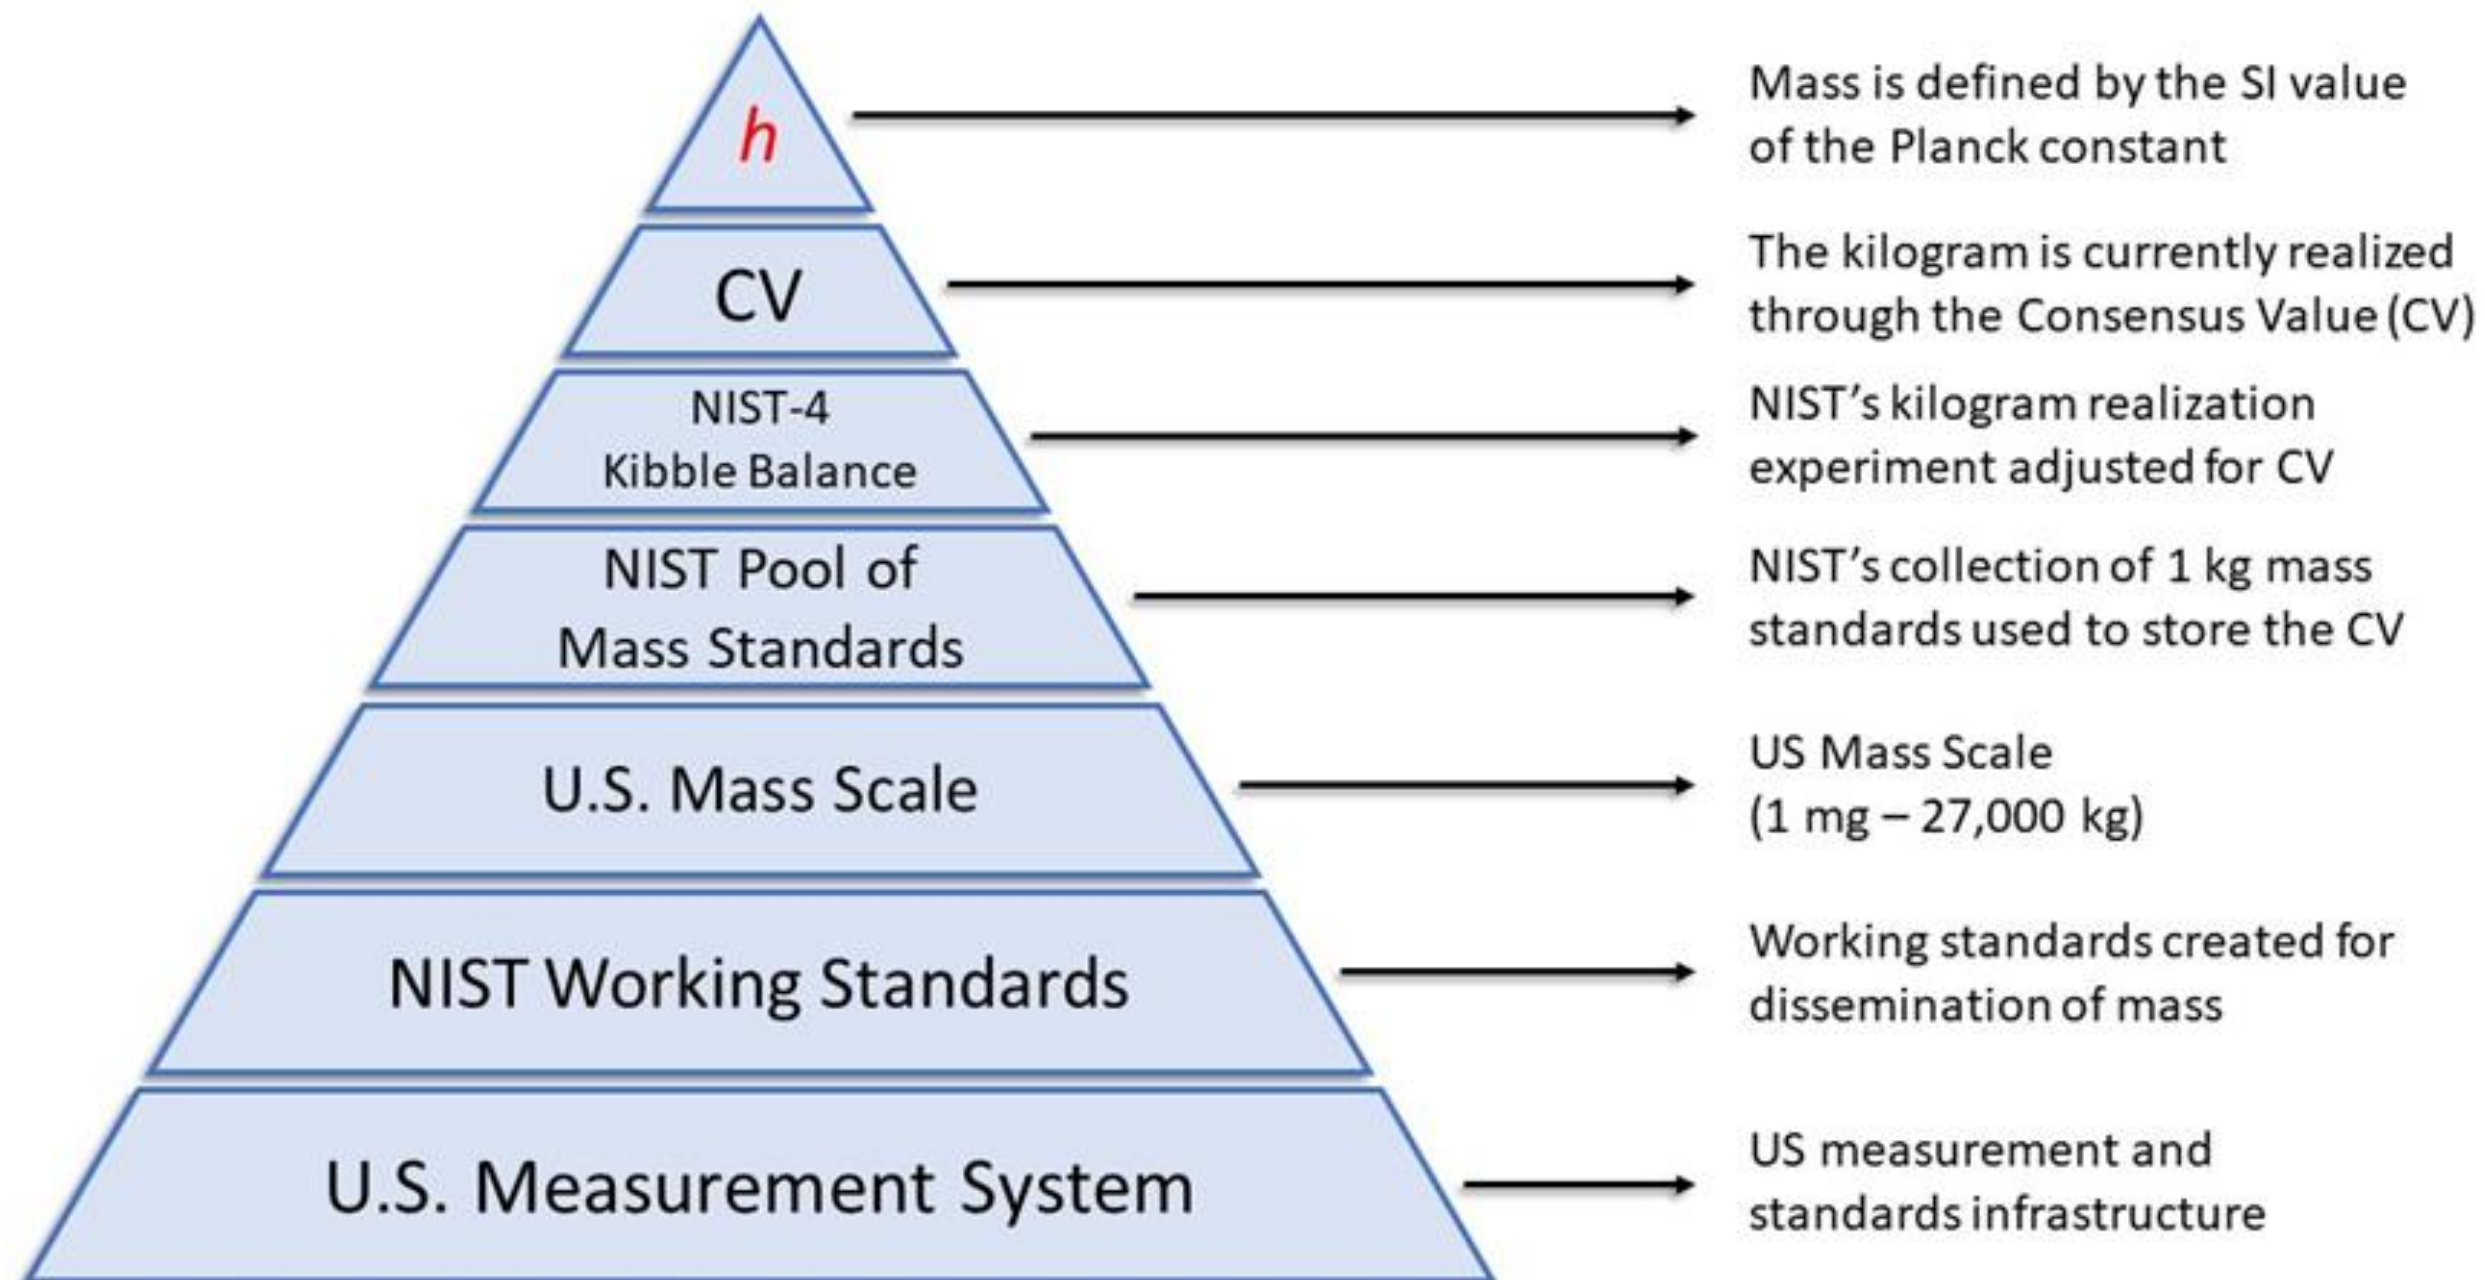 h
Mass is defined by the SI value
of the Planck constant
CV
The kilogram is currently realized
through the Consensus Value (CV)
NIST-4
Kibble Balance
NIST’s kilogram realization
experiment adjusted for CV
NIST Pool of
Mass Standards
NIST’s collection of 1 kg mass
standards used to store the CV
U.S. Mass Scale
US Mass Scale
(1 mg – 27,000 kg)
NIST Working Standards
Working standards created for
dissemination of mass
U.S. Measurement System
US measurement and
standards infrastructure